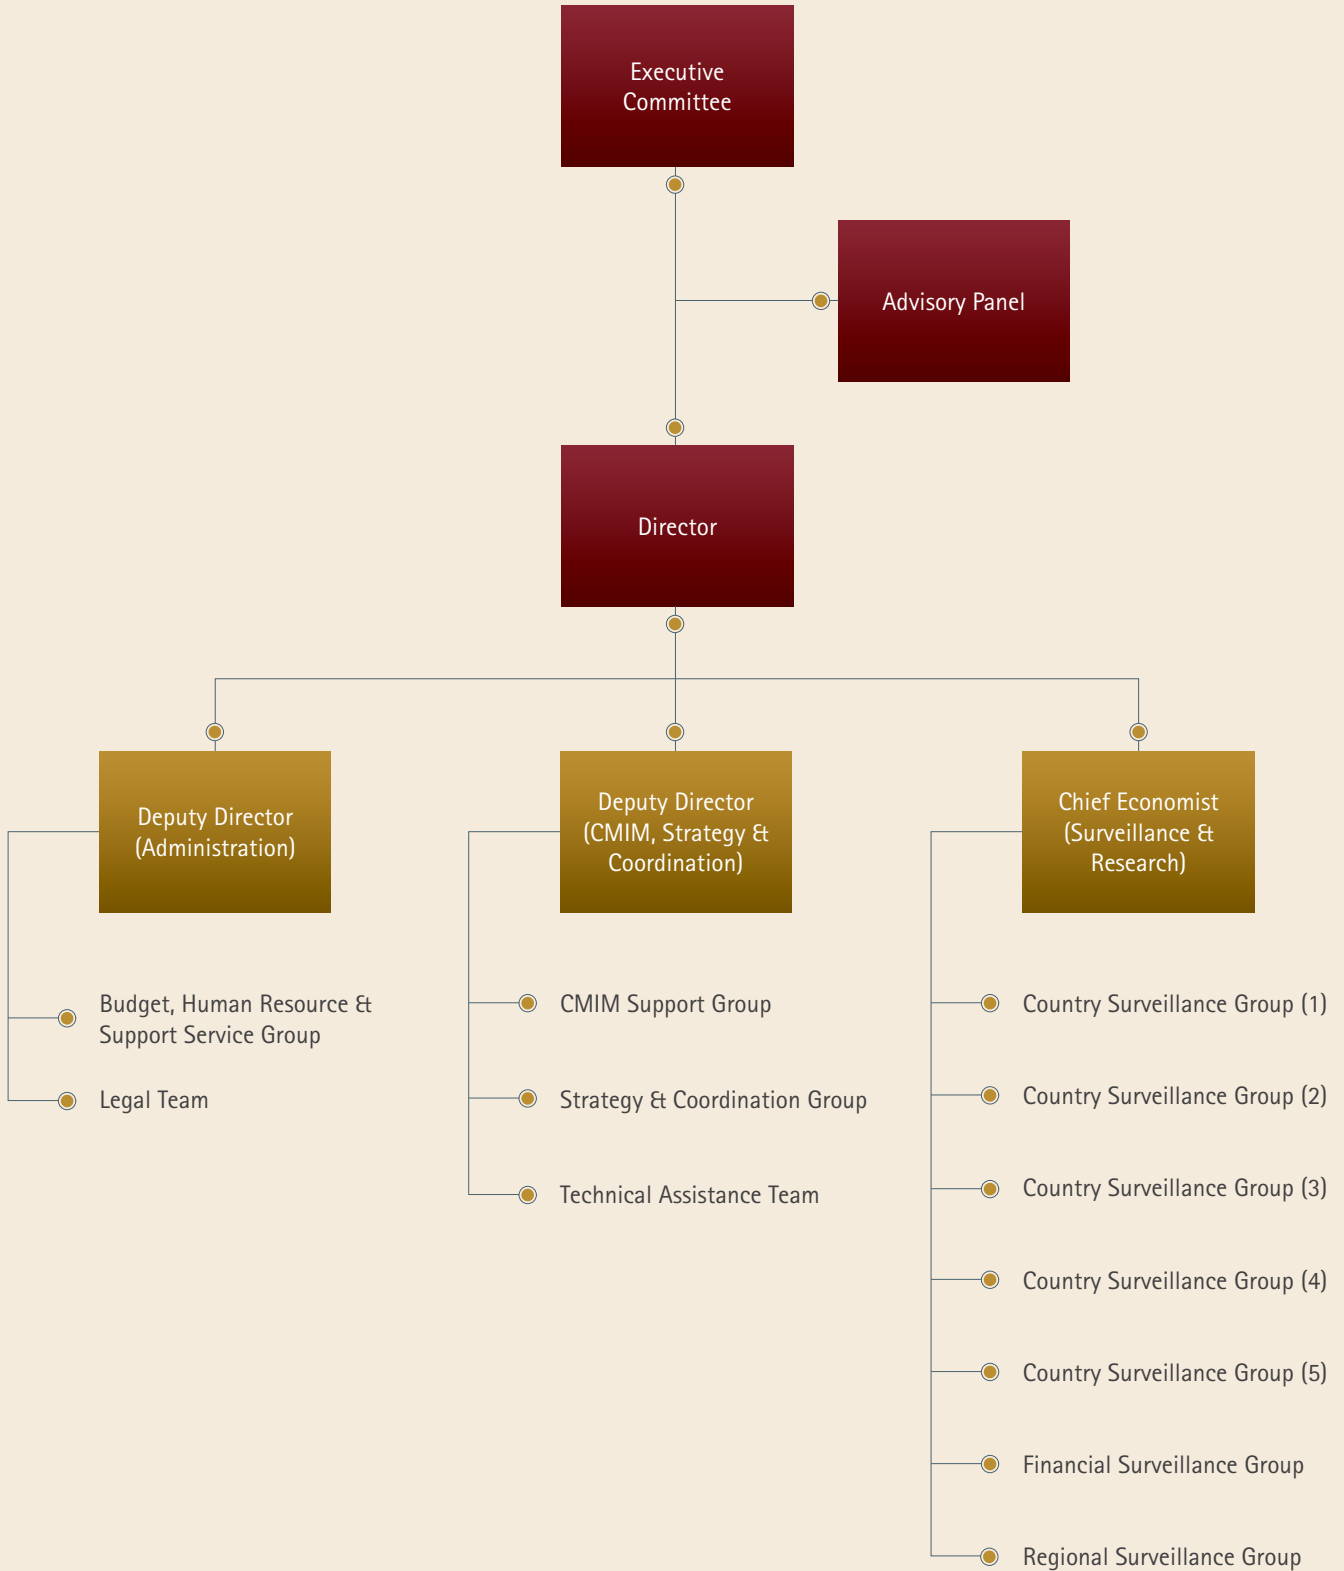 Executive
Committee
Advisory Panel
Director
Deputy Director
(Administration)
Deputy Director
(CMIM, Strategy &
Coordination)
Chief Economist
(Surveillance &
Research)
Budget, Human Resource &
Support Service Group
Legal Team
CMIM Support Group
Strategy & Coordination Group
Technical Assistance Team
Country Surveillance Group (1)
Country Surveillance Group (2)
Country Surveillance Group (3)
Country Surveillance Group (4)
Country Surveillance Group (5)
Financial Surveillance Group
Regional Surveillance Group